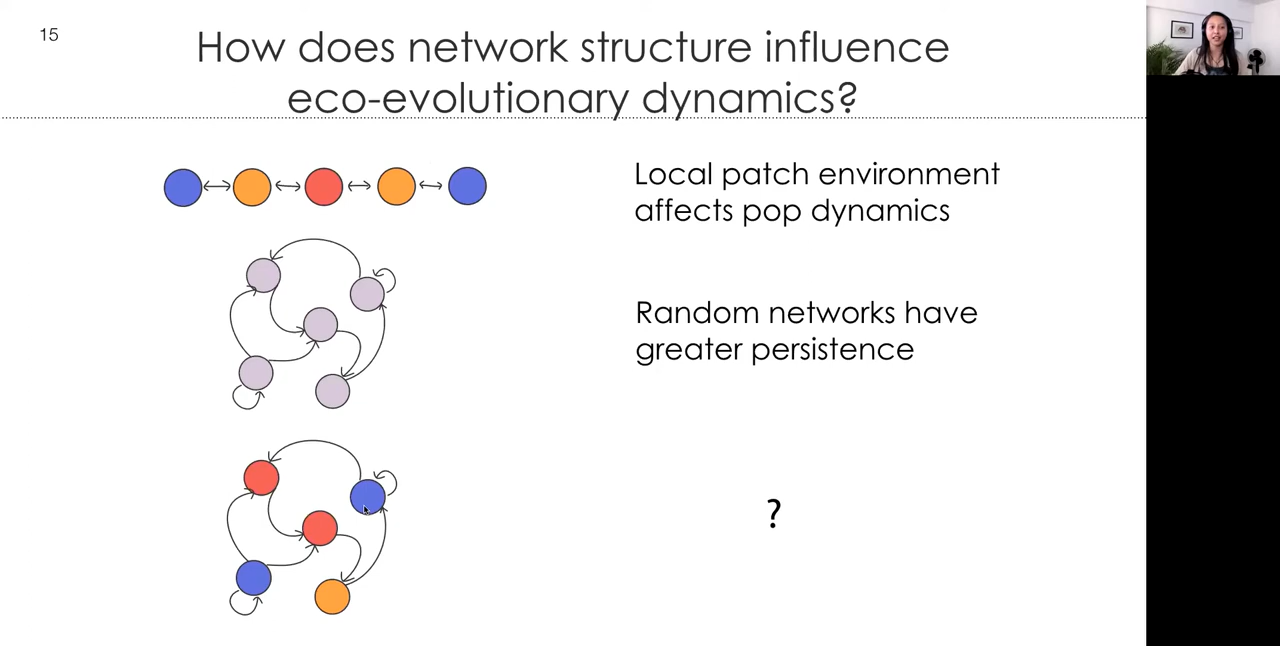 15
How does network structure influence
eco-evolutionary dynamics?
Local patch environment
affects pop dynamics
Random networks have
greater persistence
?